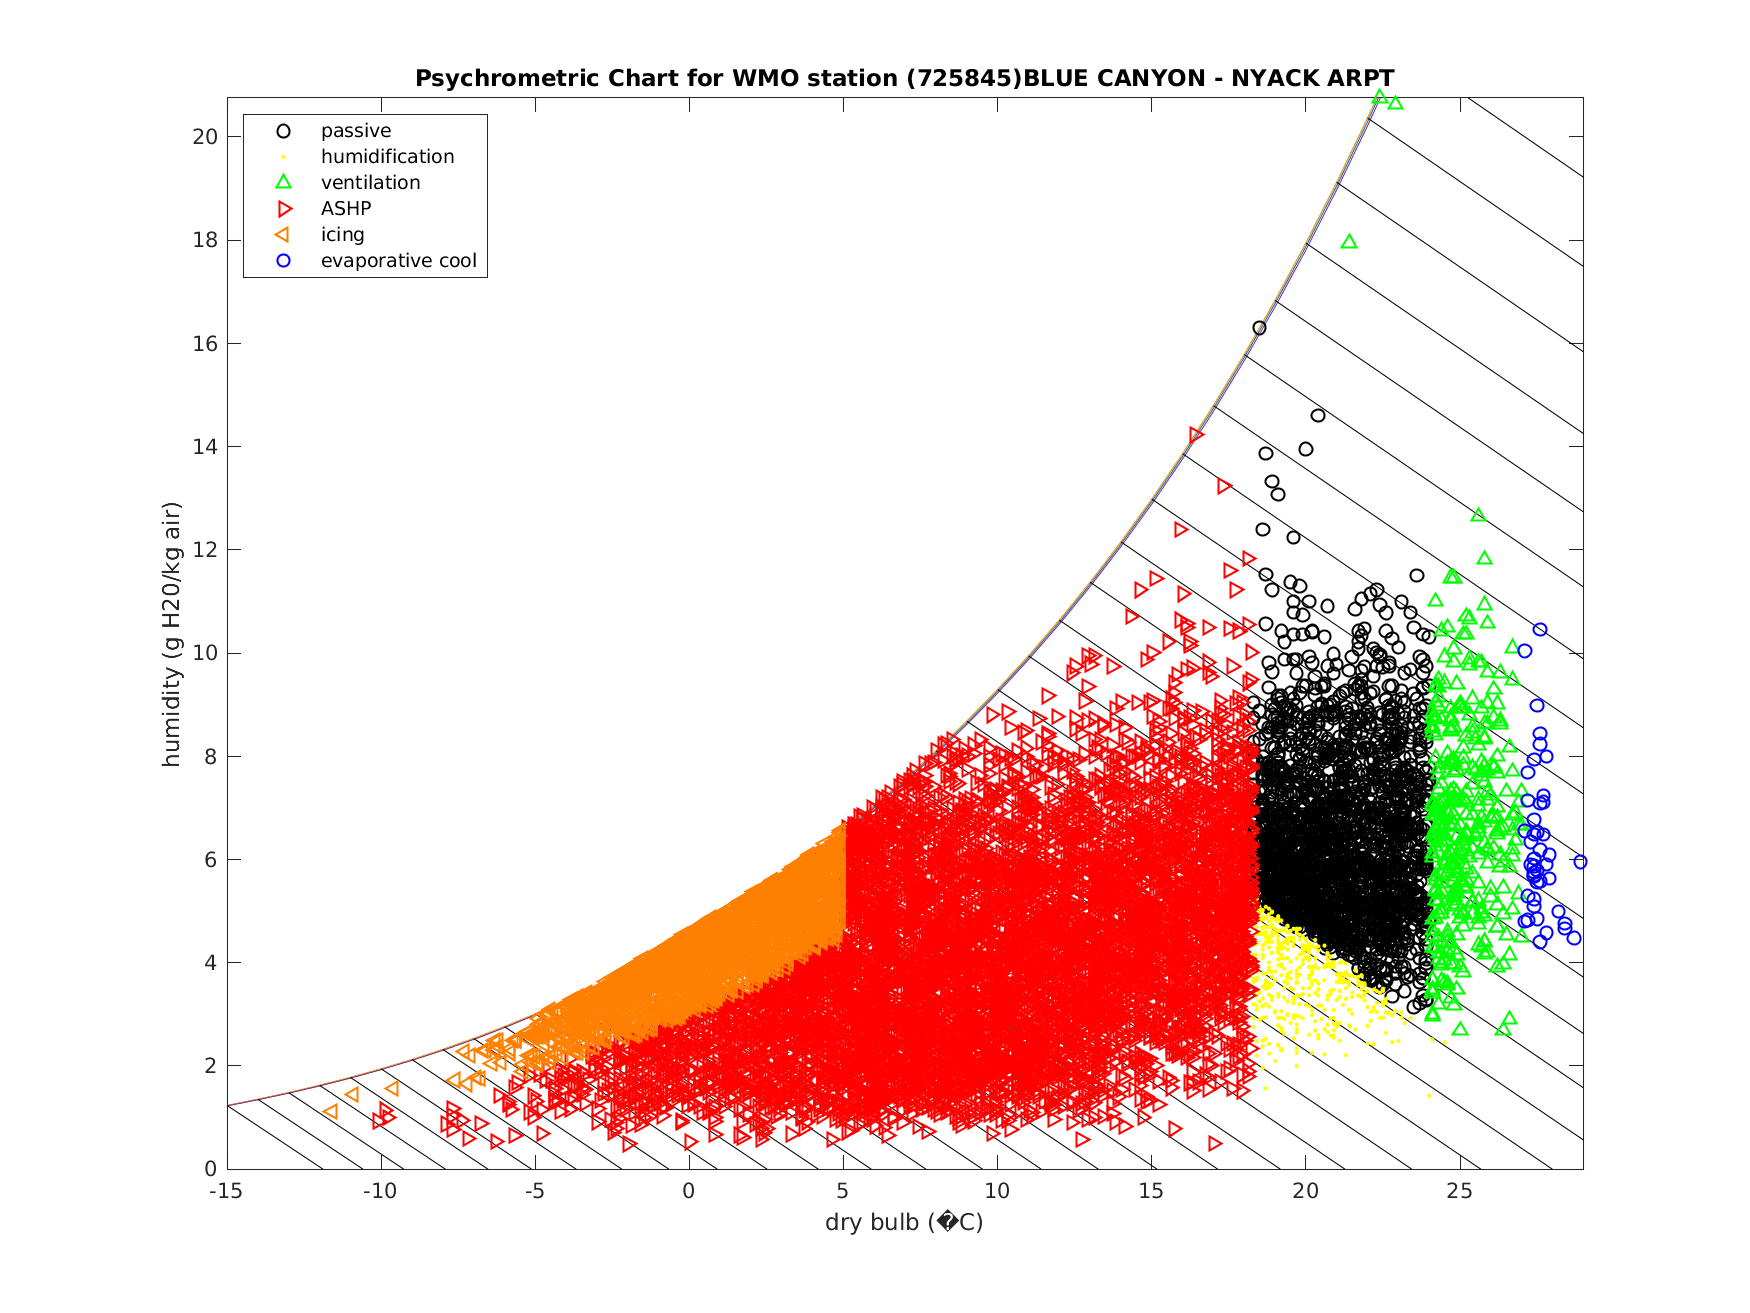 Psychrometric Chart for WMO station (725845)BLUE CANYON - NYACK ARPT
passive
humidification
ventilation
ASHP
icing
evaporative cool
humidity (g H20/kg air)
20
18
16
14
12
10
8
6
4
2
0
-15 -10 -5 0 5 10 15 20 25
dry bulb (�C)